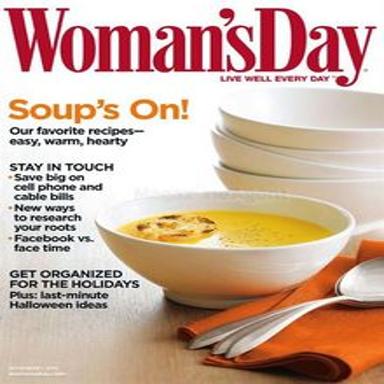 Woman'sDay
LIVE WELL EVERY DAY™
Soup's On!
Our favorite recipes—
easy, warm, hearty
STAY IN TOUCH
•Save big on
cell phone and
cable bills
•New ways
to research
your roots
•Facebook vs.
face time
GET ORGANIZED
FOR THE HOLIDAYS
Plus: last-minute
Halloween ideas